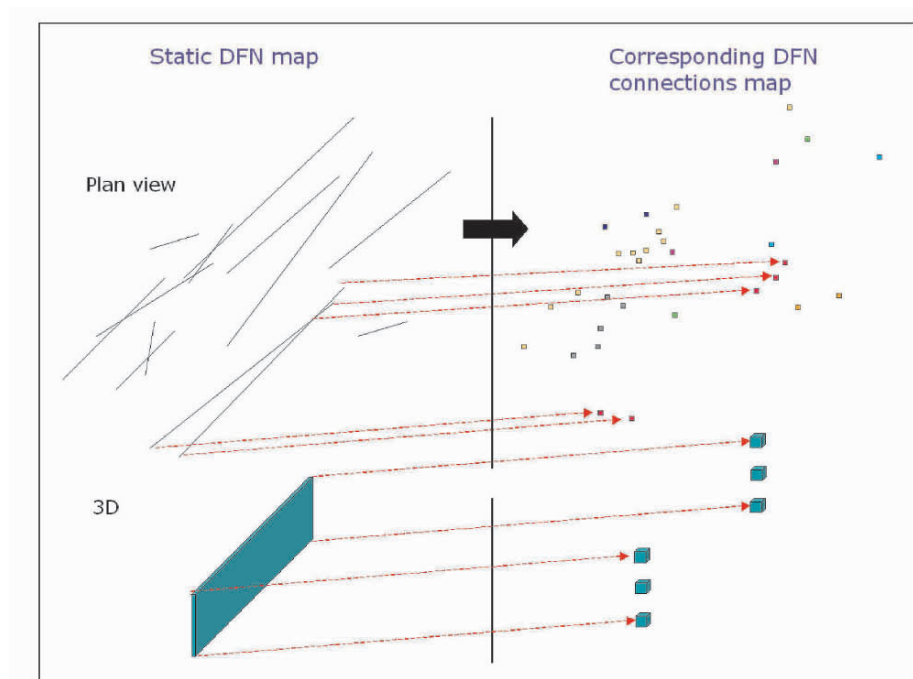 Static DFN map
Corresponding DFN
connections map
Plan view
3D